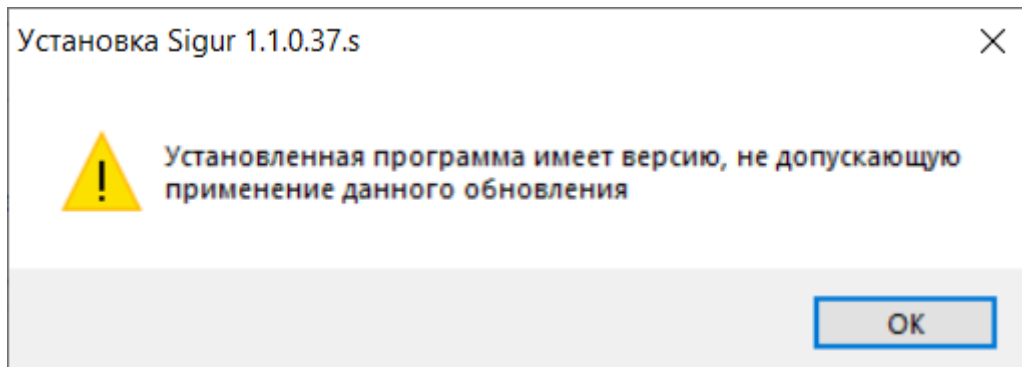 Установка Sigur 1.1.0.37.s
Установленная программа имеет версию, не допускающую
применение данного обновления
OK